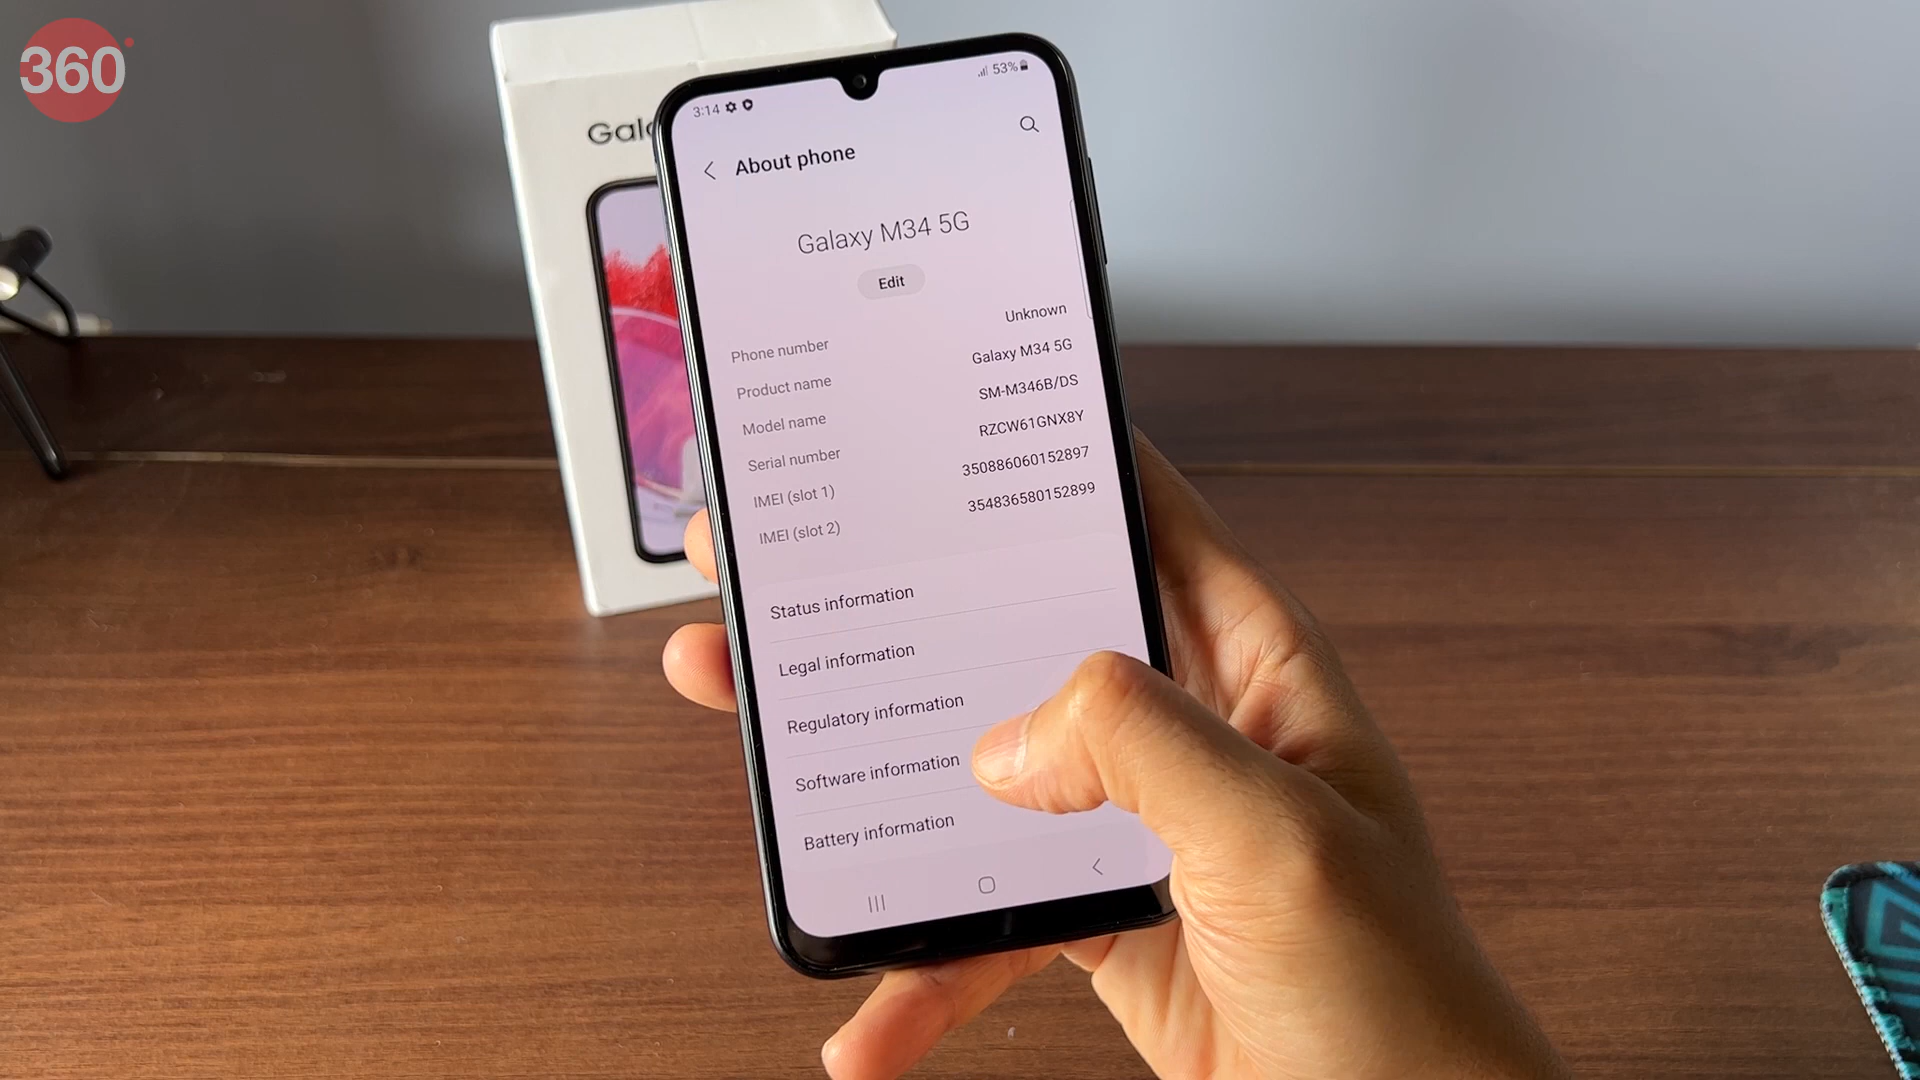 360
Gal
3:14
53%
About phone
Galaxy M34 5G
Edit
Phone number Unknown
Product name Galaxy M34 5G
Model name SM-M346B/DS
Serial number RZCW61GNX8Y
IMEI (slot 1) 350886060152897
IMEI (slot 2) 354836580152899
Status information
Legal information
Regulatory information
Software information
Battery information